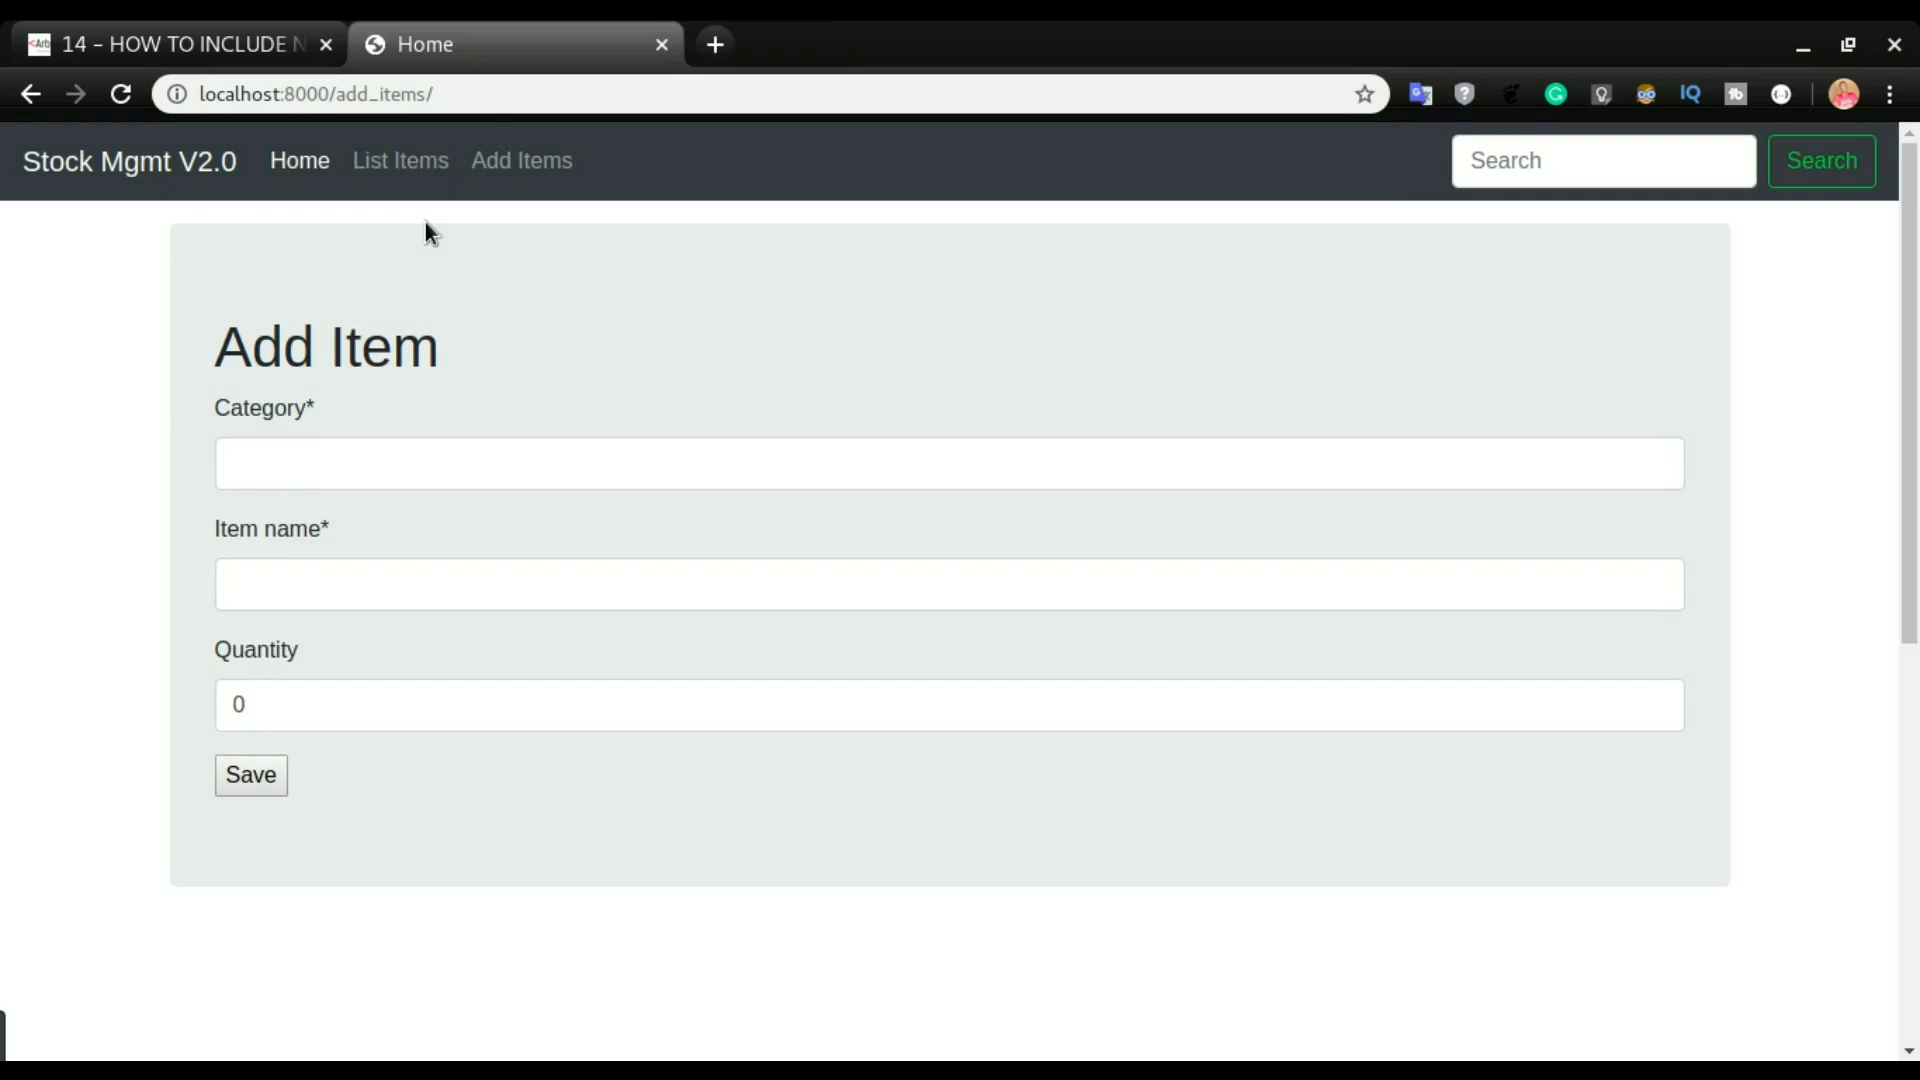 14 – HOW TO INCLUDE N
Home
localhost:8000/add_items/
Stock Mgmt V2.0 Home List Items Add Items Search Search
Add Item
Category*
Item name*
Quantity
0
Save